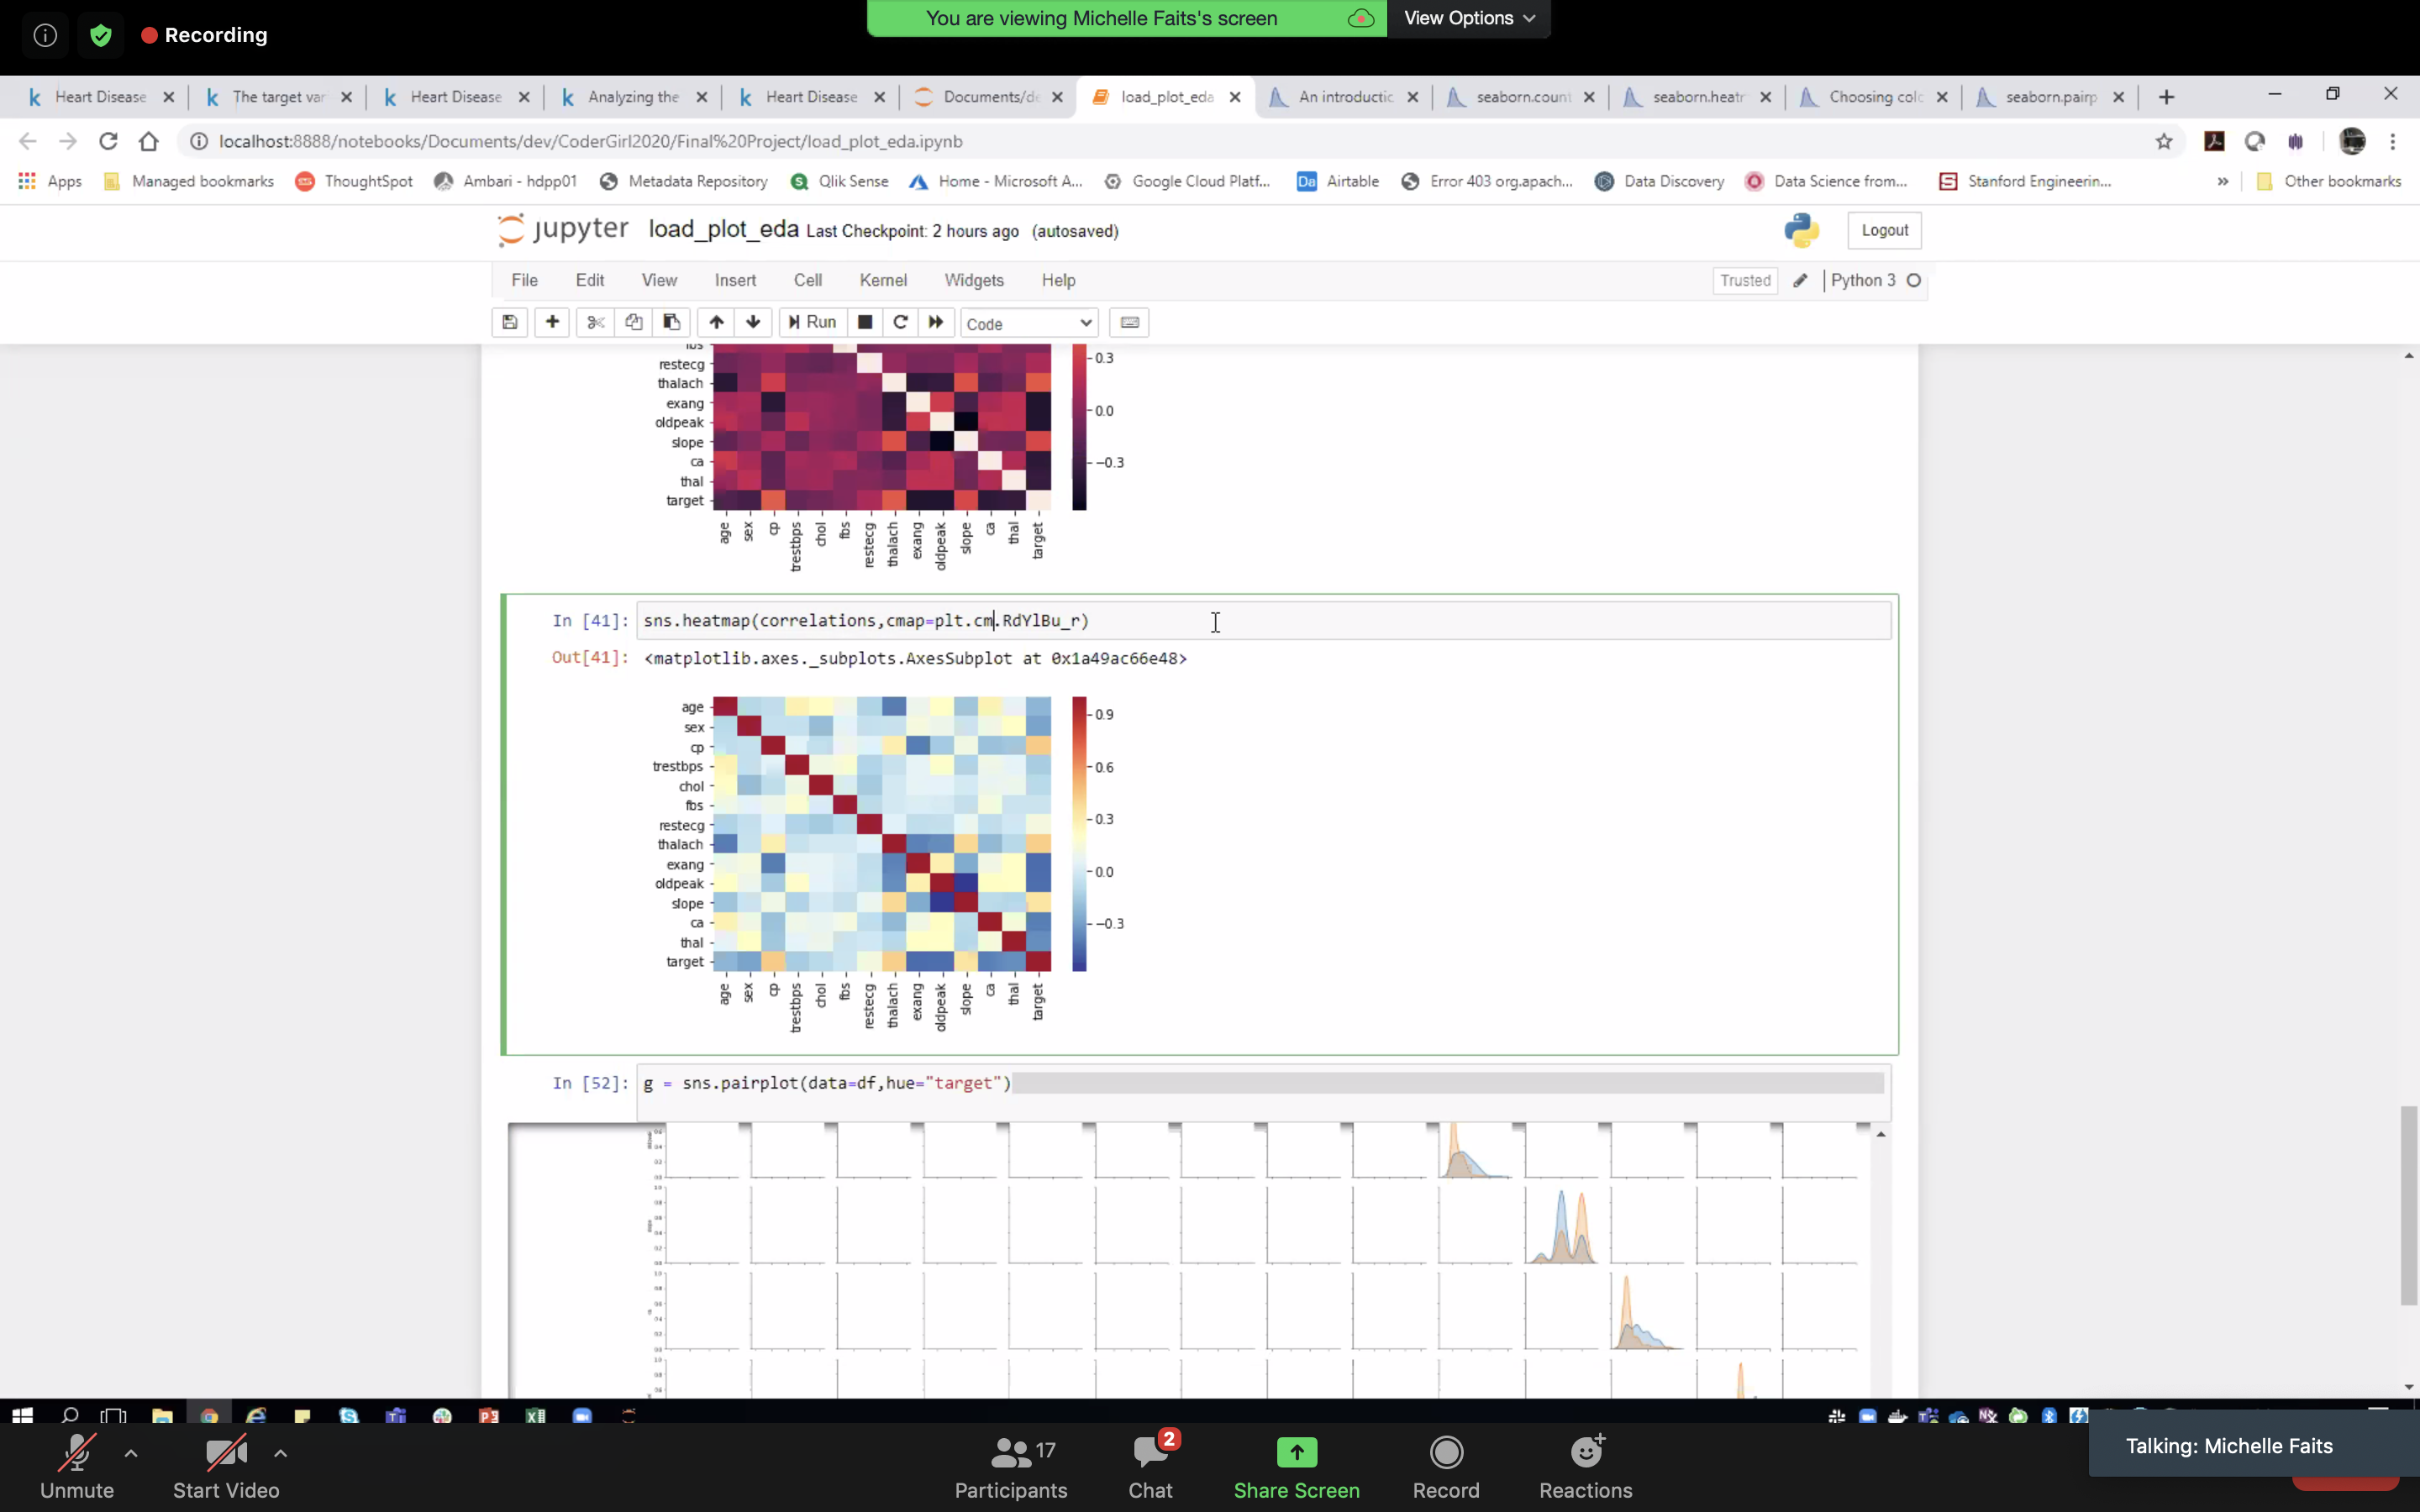 You are viewing Michelle Faits's screen
View Options
Recording
Heart Disease
The target var
Heart Disease
Analyzing the
Heart Disease
Documents/de
load_plot_eda
An introductic
seaborn.count
seaborn.heatr
Choosing colc
seaborn.pairp
localhost:8888/notebooks/Documents/dev/CoderGirl2020/Final%20Project/load_plot_eda.ipynb
Apps
Managed bookmarks
ThoughtSpot
Ambari - hdpp01
Metadata Repository
Qlik Sense
Home - Microsoft A...
Google Cloud Platf...
Airtable
Error 403 org.apach...
Data Discovery
Data Science from...
Stanford Engineerin...
Other bookmarks
jupyter load_plot_eda Last Checkpoint: 2 hours ago (autosaved)
Logout
File Edit View Insert Cell Kernel Widgets Help
Trusted
Python 3
Run
Code
fbs
restecg
thalach
exang
oldpeak
slope
ca
thal
target
0.3
0.0
−0.3
age sex cp trestbps chol fbs restecg thalach exang oldpeak slope ca thal target
In [41]: sns.heatmap(correlations,cmap=plt.cm.RdYlBu_r)
Out[41]: <matplotlib.axes._subplots.AxesSubplot at 0x1a49ac66e48>
age
sex
cp
trestbps
chol
fbs
restecg
thalach
exang
oldpeak
slope
ca
thal
target
0.9
0.6
0.3
0.0
−0.3
age sex cp trestbps chol fbs restecg thalach exang oldpeak slope ca thal target
In [52]: g = sns.pairplot(data=df,hue="target")
Talking: Michelle Faits
17
2
Unmute
Start Video
Participants
Chat
Share Screen
Record
Reactions